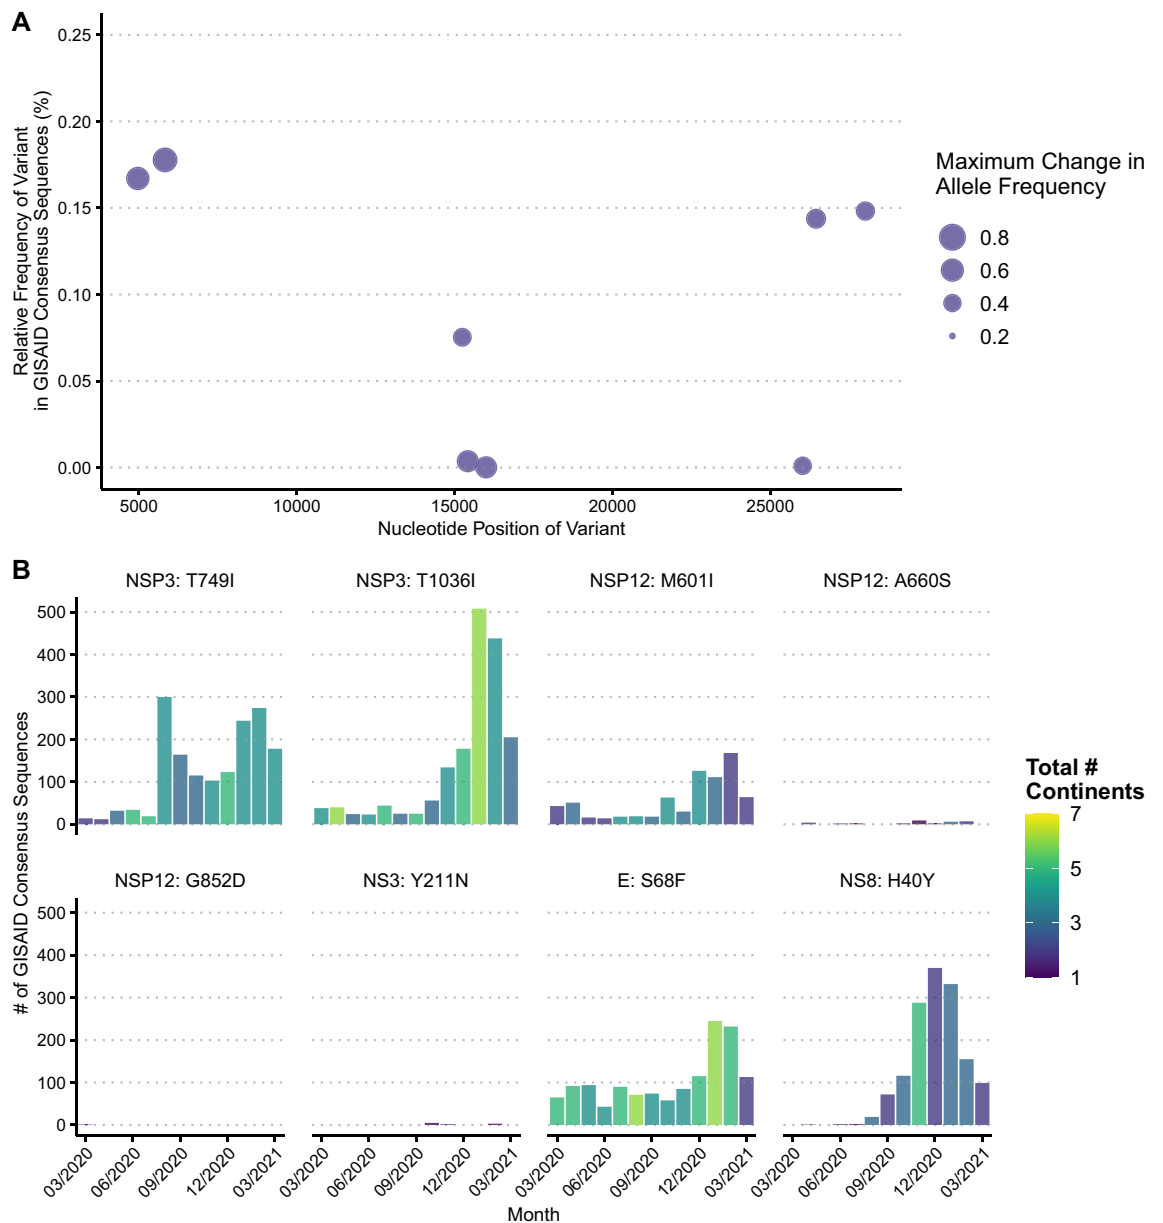 A
Relative Frequency of Variant
in GISAID Consensus Sequences (%)
0.25
0.20
0.15
0.10
0.05
0.00
5000 10000 15000 20000 25000
Nucleotide Position of Variant
Maximum Change in
Allele Frequency
0.8
0.6
0.4
0.2
B
# of GISAID Consensus Sequences
NSP3: T749I NSP3: T1036I NSP12: M601I NSP12: A660S
500
400
300
200
100
0
NSP12: G852D NS3: Y211N E: S68F NS8: H40Y
500
400
300
200
100
0
03/2020 06/2020 09/2020 12/2020 03/2021 03/2020 06/2020 09/2020 12/2020 03/2021 03/2020 06/2020 09/2020 12/2020 03/2021 03/2020 06/2020 09/2020 12/2020 03/2021
Month
Total #
Continents
7
5
3
1